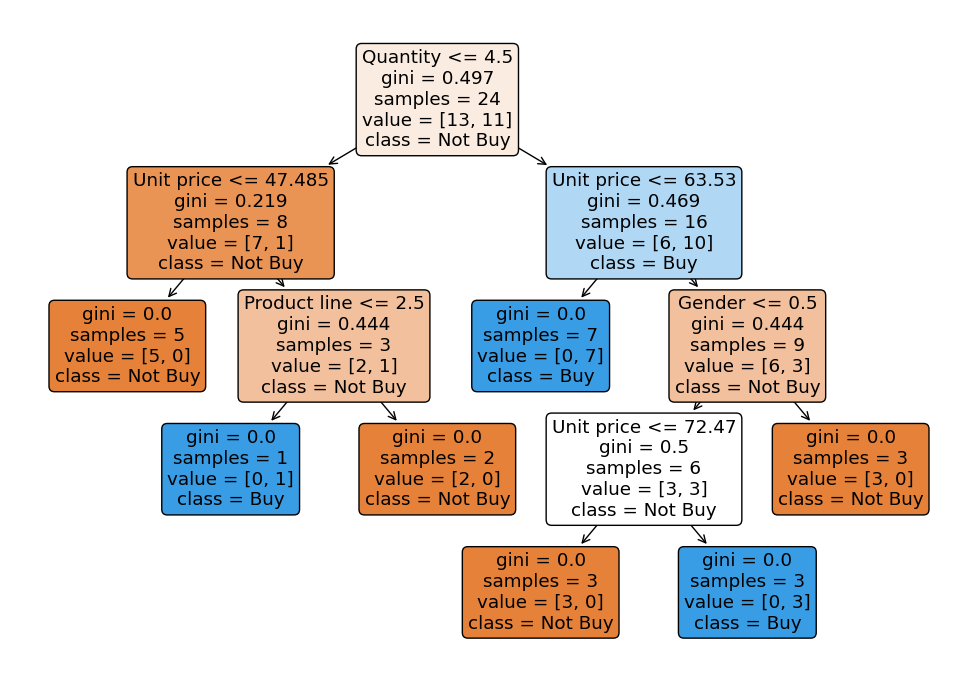 Quantity <= 4.5
gini = 0.497
samples = 24
value = [13, 11]
class = Not Buy
Unit price <= 47.485
gini = 0.219
samples = 8
value = [7, 1]
class = Not Buy
Unit price <= 63.53
gini = 0.469
samples = 16
value = [6, 10]
class = Buy
gini = 0.0
samples = 5
value = [5, 0]
class = Not Buy
Product line <= 2.5
gini = 0.444
samples = 3
value = [2, 1]
class = Not Buy
gini = 0.0
samples = 7
value = [0, 7]
class = Buy
Gender <= 0.5
gini = 0.444
samples = 9
value = [6, 3]
class = Not Buy
gini = 0.0
samples = 1
value = [0, 1]
class = Buy
gini = 0.0
samples = 2
value = [2, 0]
class = Not Buy
Unit price <= 72.47
gini = 0.5
samples = 6
value = [3, 3]
class = Not Buy
gini = 0.0
samples = 3
value = [3, 0]
class = Not Buy
gini = 0.0
samples = 3
value = [3, 0]
class = Not Buy
gini = 0.0
samples = 3
value = [0, 3]
class = Buy